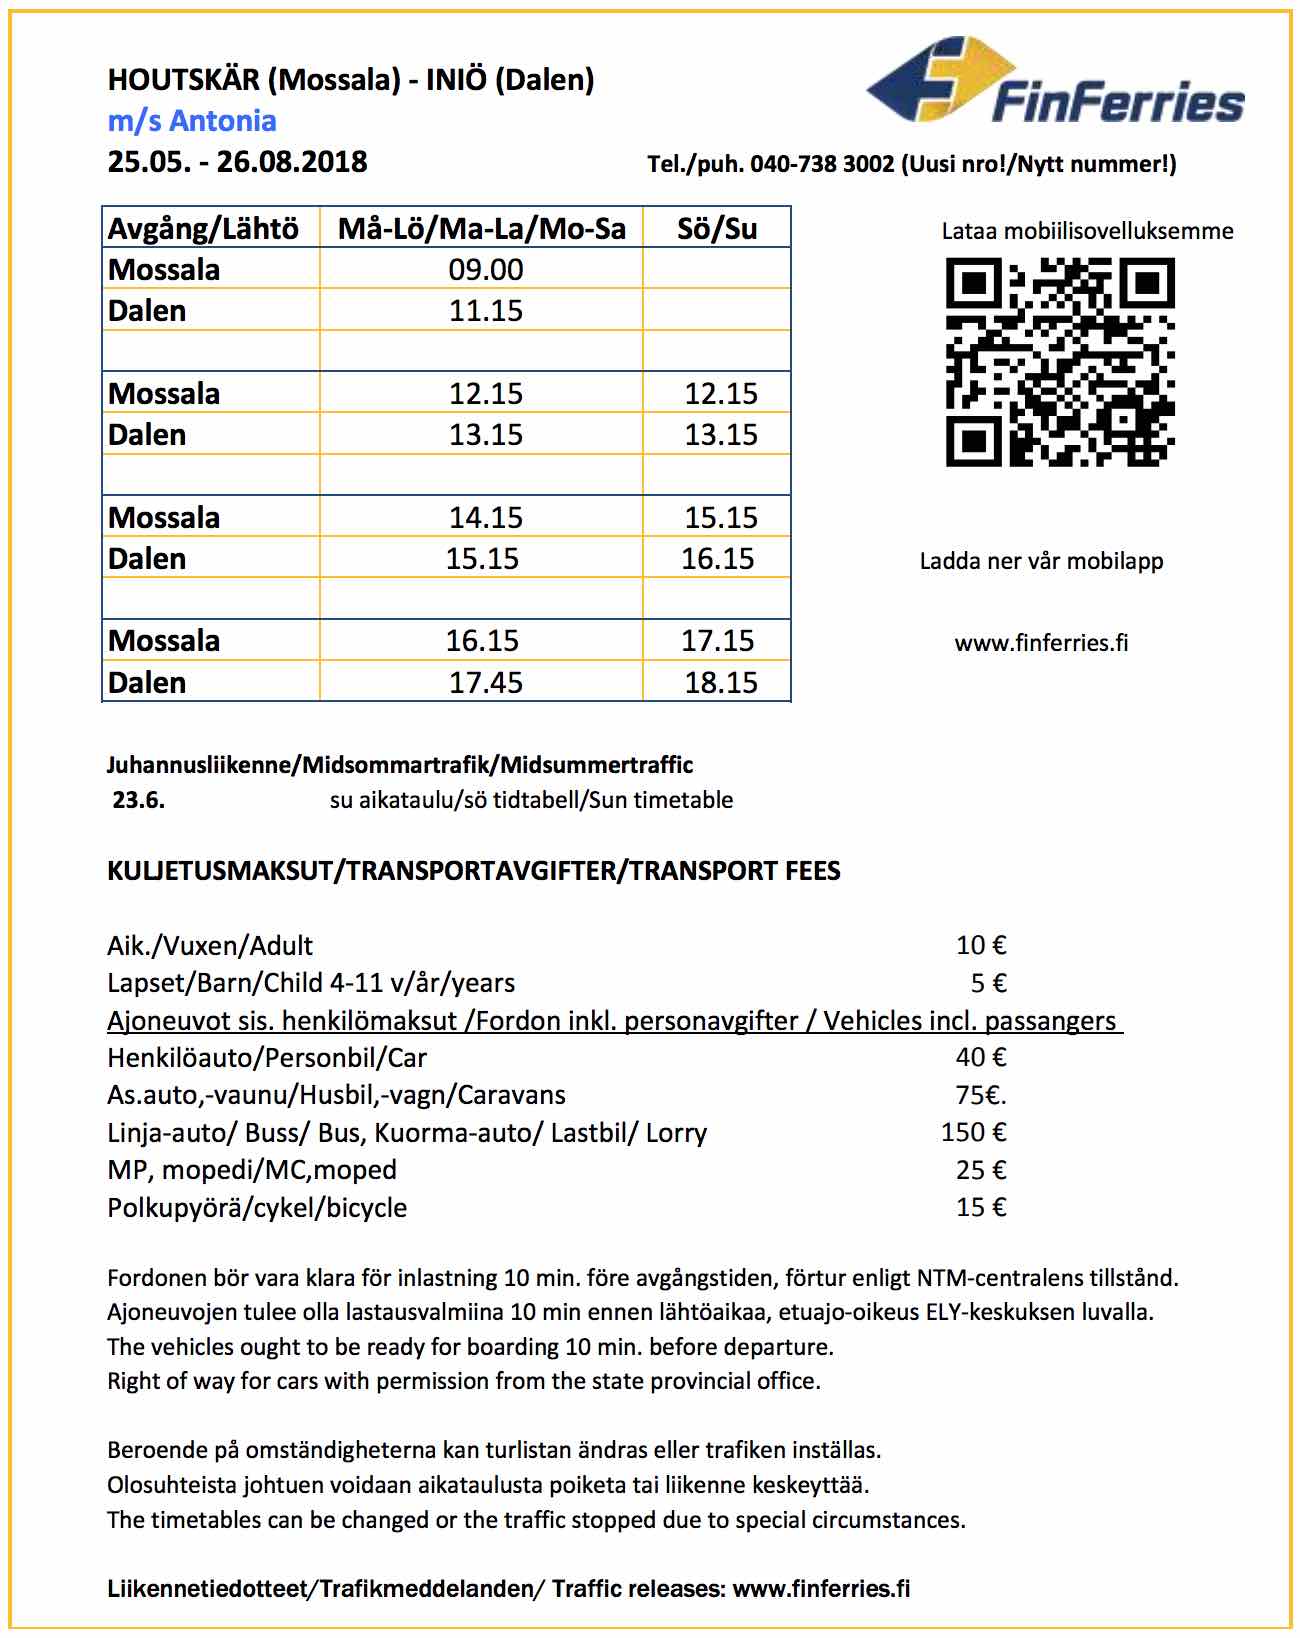 HOUTSKÄR (Mossala) - INIÖ (Dalen)
FinFerries
m/s Antonia
25.05. - 26.08.2018 Tel./puh. 040-738 3002 (Uusi nro!/Nytt nummer!)
Avgång/Lähtö Må-Lö/Ma-La/Mo-Sa Sö/Su
Lataa mobiilisovelluksemme
Mossala 09.00
Dalen 11.15
Mossala 12.15 12.15
Dalen 13.15 13.15
Mossala 14.15 15.15
Dalen 15.15 16.15
Ladda ner vår mobilapp
Mossala 16.15 17.15
www.finferries.fi
Dalen 17.45 18.15
Juhannusliikenne/Midsommartrafik/Midsummertraffic
23.6. su aikataulu/sö tidtabell/Sun timetable
KULJETUSMAKSUT/TRANSPORTAVGIFTER/TRANSPORT FEES
Aik./Vuxen/Adult 10 €
Lapset/Barn/Child 4-11 v/år/years 5 €
Ajoneuvot sis. henkilömaksut /Fordon inkl. personavgifter / Vehicles incl. passangers
Henkilöauto/Personbil/Car 40 €
As.auto,-vaunu/Husbil,-vagn/Caravans 75€.
Linja-auto/ Buss/ Bus, Kuorma-auto/ Lastbil/ Lorry 150 €
MP, mopedi/MC,moped 25 €
Polkupyörä/cykel/bicycle 15 €
Fordonen bör vara klara för inlastning 10 min. före avgångstiden, förtur enligt NTM-centralens tillstånd.
Ajoneuvojen tulee olla lastausvalmiina 10 min ennen lähtöaikaa, etuajo-oikeus ELY-keskuksen luvalla.
The vehicles ought to be ready for boarding 10 min. before departure.
Right of way for cars with permission from the state provincial office.
Beroende på omständigheterna kan turlistan ändras eller trafiken inställas.
Olosuhteista johtuen voidaan aikataulusta poiketa tai liikenne keskeyttää.
The timetables can be changed or the traffic stopped due to special circumstances.
Liikennetiedotteet/Trafikmeddelanden/ Traffic releases: www.finferries.fi